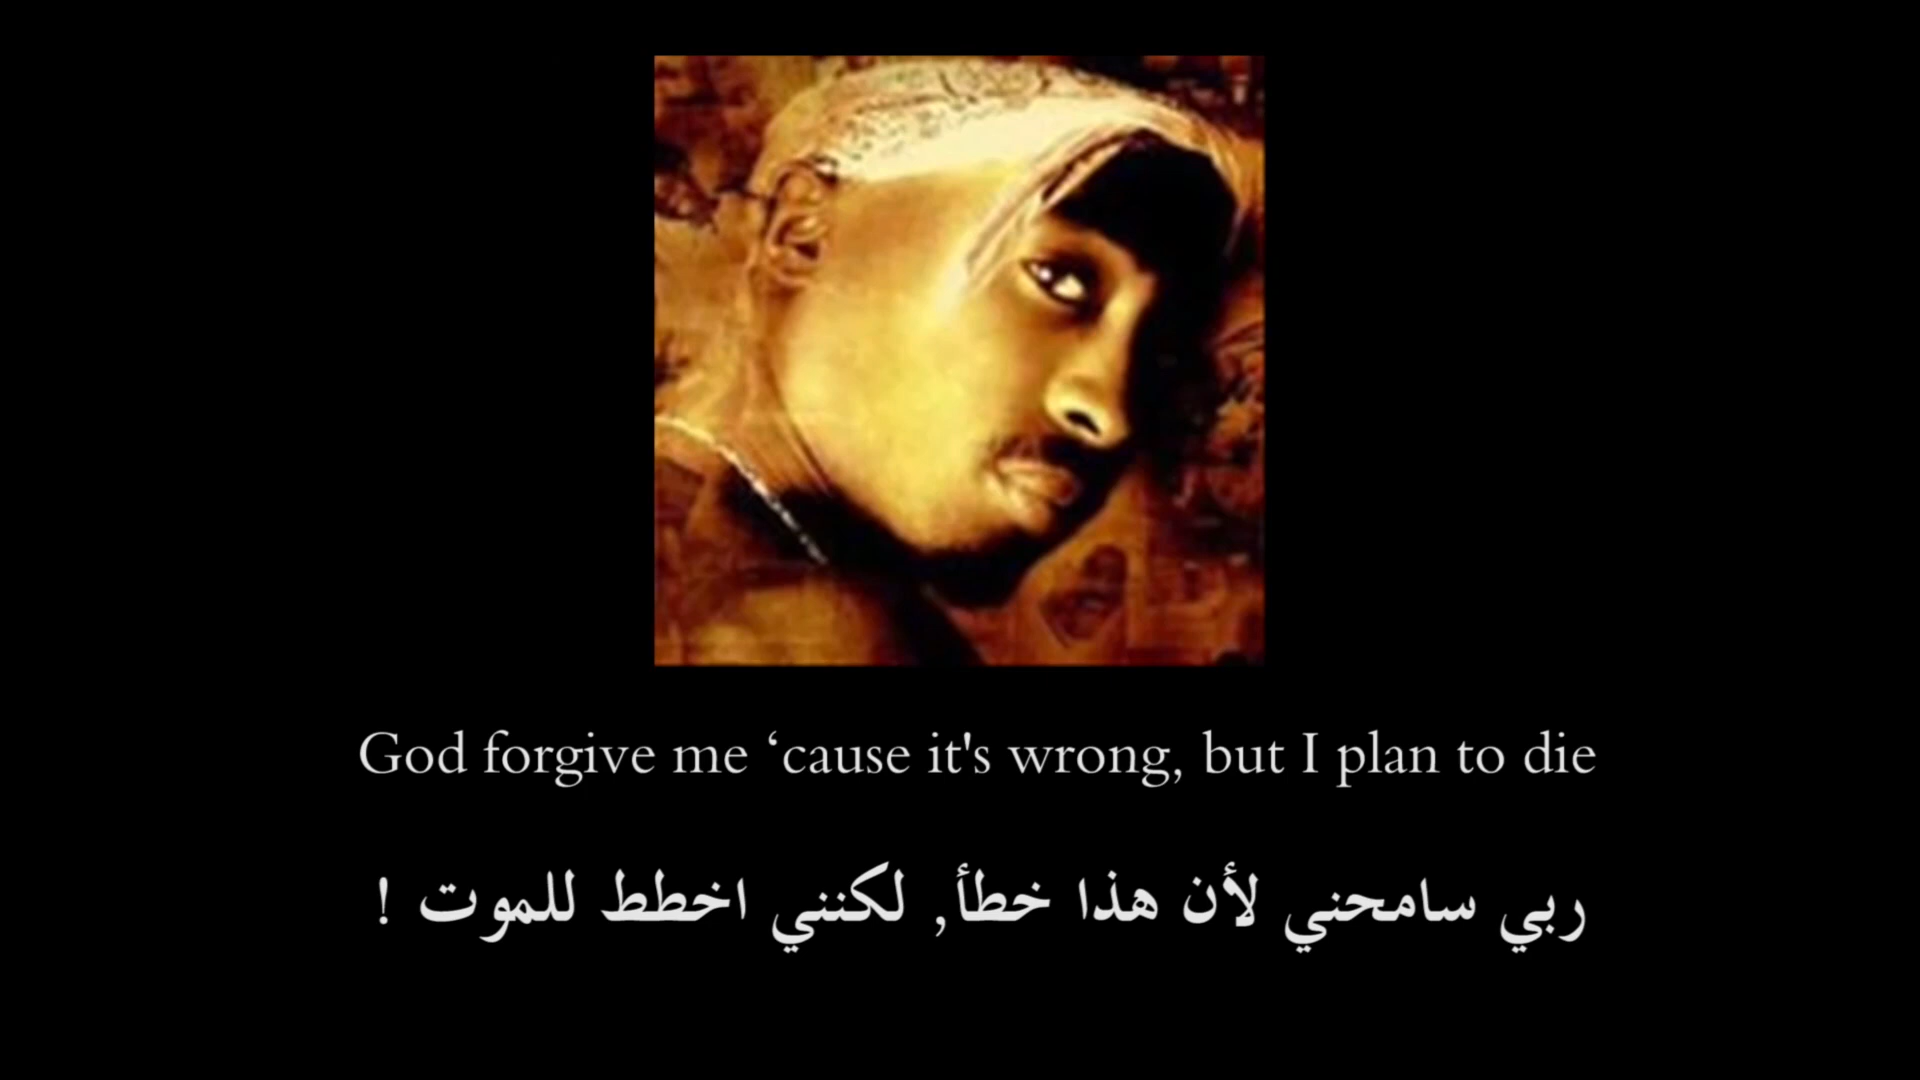 God forgive me ‘cause it's wrong, but I plan to die
ربي سامحني لأن هذا خطأ, لكنني اخطط للموت !